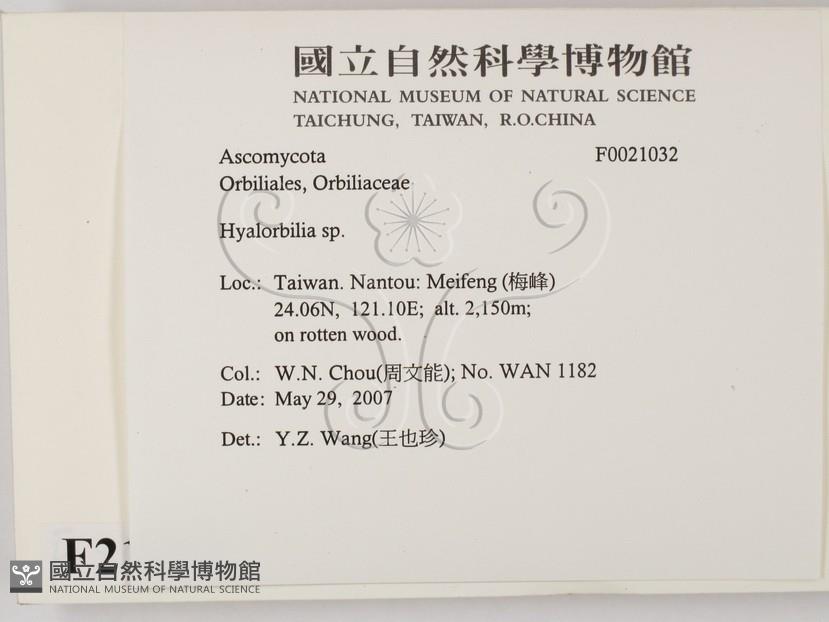 國立自然科學博物館
NATIONAL MUSEUM OF NATURAL SCIENCE
TAICHUNG, TAIWAN, R.O.CHINA
Ascomycota F0021032
Orbiliales, Orbiliaceae
Hyalorbilia sp.
Loc.: Taiwan. Nantou: Meifeng (梅峰)
24.06N, 121.10E; alt. 2,150m;
on rotten wood.
Col.: W.N. Chou(周文能); No. WAN 1182
Date: May 29, 2007
Det.: Y.Z. Wang(王也珍)
國立自然科學博物館
NATIONAL MUSEUM OF NATURAL SCIENCE